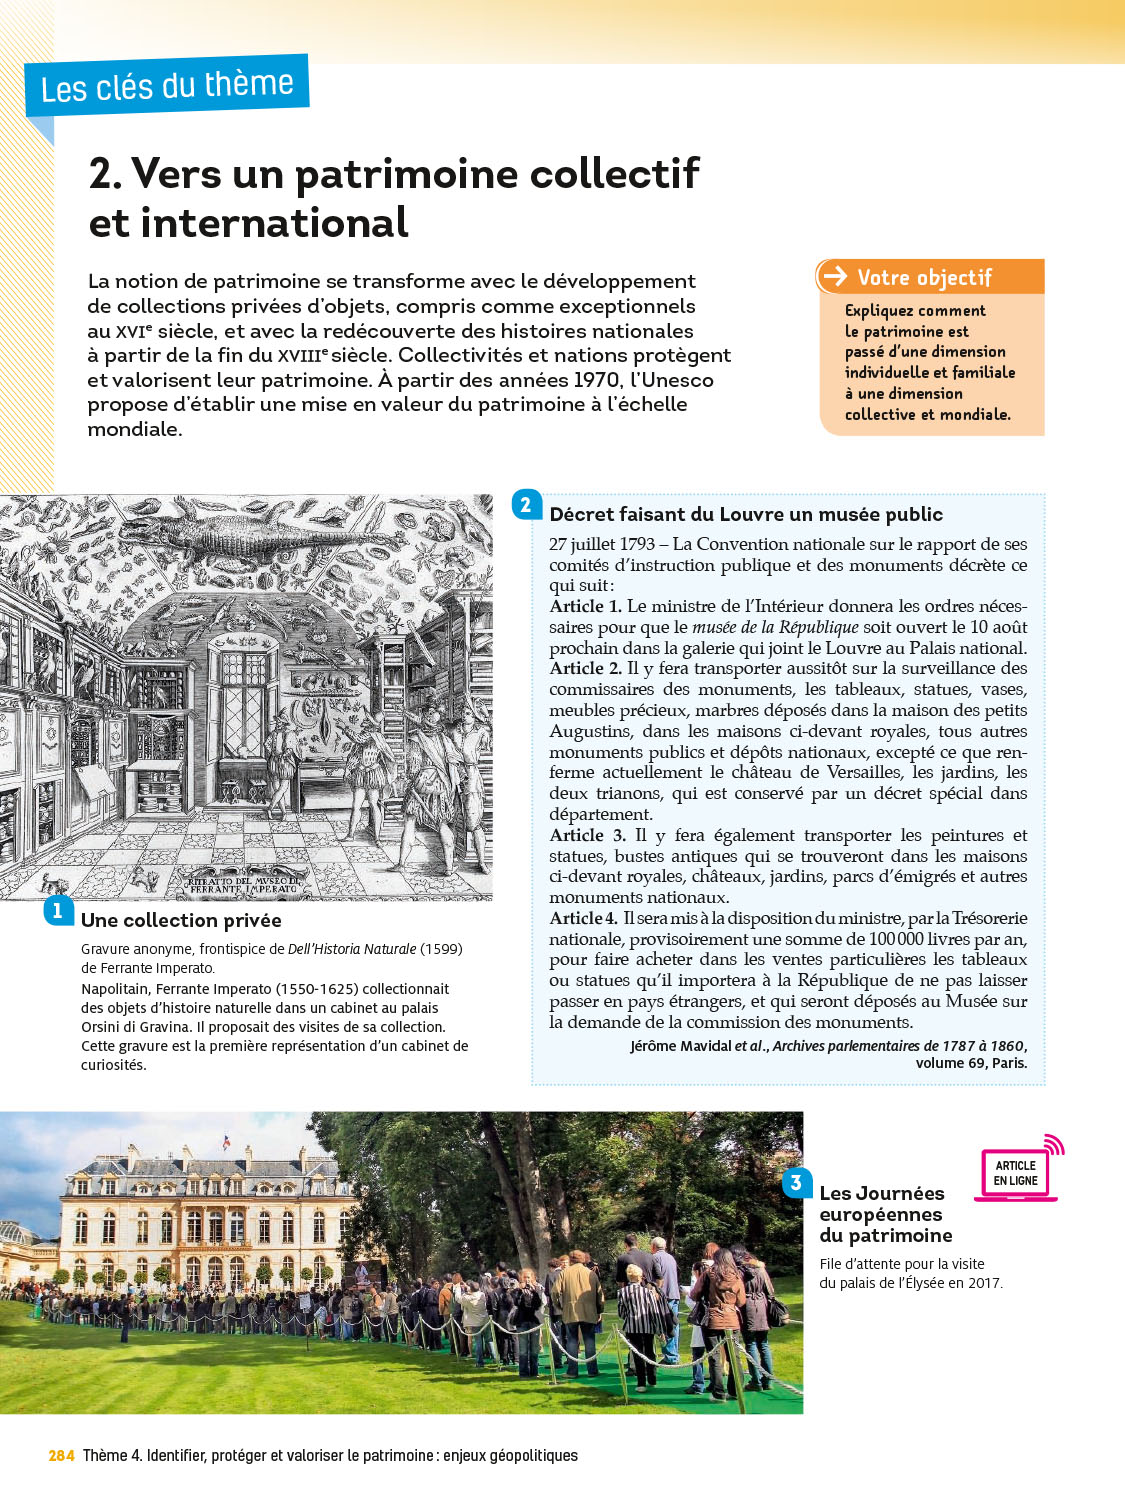 Les clés du thème
2. Vers un patrimoine collectif
et international
La notion de patrimoine se transforme avec le développement
de collections privées d'objets, compris comme exceptionnels
au XVIe siècle, et avec la redécouverte des histoires nationales
à partir de la fin du XVIIIe siècle. Collectivités et nations protègent
et valorisent leur patrimoine. À partir des années 1970, l'Unesco
propose d'établir une mise en valeur du patrimoine à l'échelle
mondiale.
Votre objectif
Expliquez comment
le patrimoine est
passé d'une dimension
individuelle et familiale
à une dimension
collective et mondiale.
RITRATTO DEL MUSEO DI
FERRANTE IMPERATO
1
Une collection privée
Gravure anonyme, frontispice de Dell'Historia Naturale (1599)
de Ferrante Imperato.
Napolitain, Ferrante Imperato (1550-1625) collectionnait
des objets d'histoire naturelle dans un cabinet au palais
Orsini di Gravina. Il proposait des visites de sa collection.
Cette gravure est la première représentation d'un cabinet de
curiosités.
2
Décret faisant du Louvre un musée public
27 juillet 1793 – La Convention nationale sur le rapport de ses
comités d'instruction publique et des monuments décrète ce
qui suit :
Article 1. Le ministre de l'Intérieur donnera les ordres néces-
saires pour que le musée de la République soit ouvert le 10 août
prochain dans la galerie qui joint le Louvre au Palais national.
Article 2. Il y fera transporter aussitôt sur la surveillance des
commissaires des monuments, les tableaux, statues, vases,
meubles précieux, marbres déposés dans la maison des petits
Augustins, dans les maisons ci-devant royales, tous autres
monuments publics et dépôts nationaux, excepté ce que ren-
ferme actuellement le château de Versailles, les jardins, les
deux trianons, qui est conservé par un décret spécial dans
département.
Article 3. Il y fera également transporter les peintures et
statues, bustes antiques qui se trouveront dans les maisons
ci-devant royales, châteaux, jardins, parcs d'émigrés et autres
monuments nationaux.
Article 4. Il sera mis à la disposition du ministre, par la Trésorerie
nationale, provisoirement une somme de 100 000 livres par an,
pour faire acheter dans les ventes particulières les tableaux
ou statues qu'il importera à la République de ne pas laisser
passer en pays étrangers, et qui seront déposés au Musée sur
la demande de la commission des monuments.
Jérôme Mavidal et al., Archives parlementaires de 1787 à 1860,
volume 69, Paris.
3
Les Journées
européennes
du patrimoine
File d'attente pour la visite
du palais de l'Élysée en 2017.
ARTICLE
EN LIGNE
284 Thème 4. Identifier, protéger et valoriser le patrimoine : enjeux géopolitiques